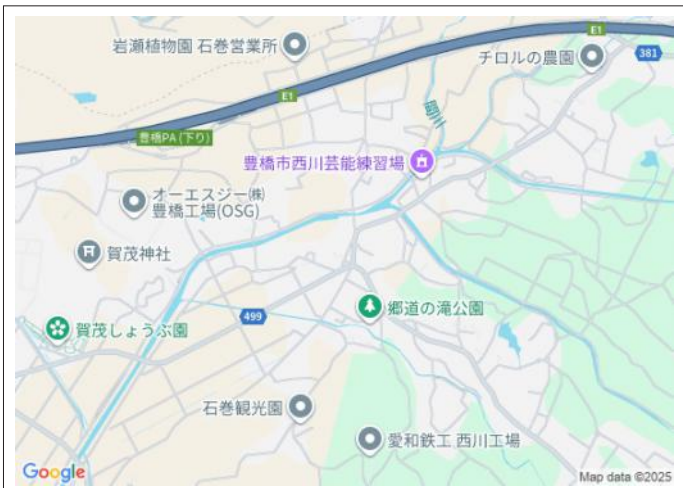 岩瀬植物園 石巻営業所
E1
チロルの農園
381
E1
豊橋PA (下り)
間川
豊橋市西川芸能練習場
オーエスジー㈱
豊橋工場(OSG)
賀茂神社
499
郷道の滝公園
賀茂しょうぶ園
石巻観光園
愛和鉄工 西川工場
Google
Map data ©2025